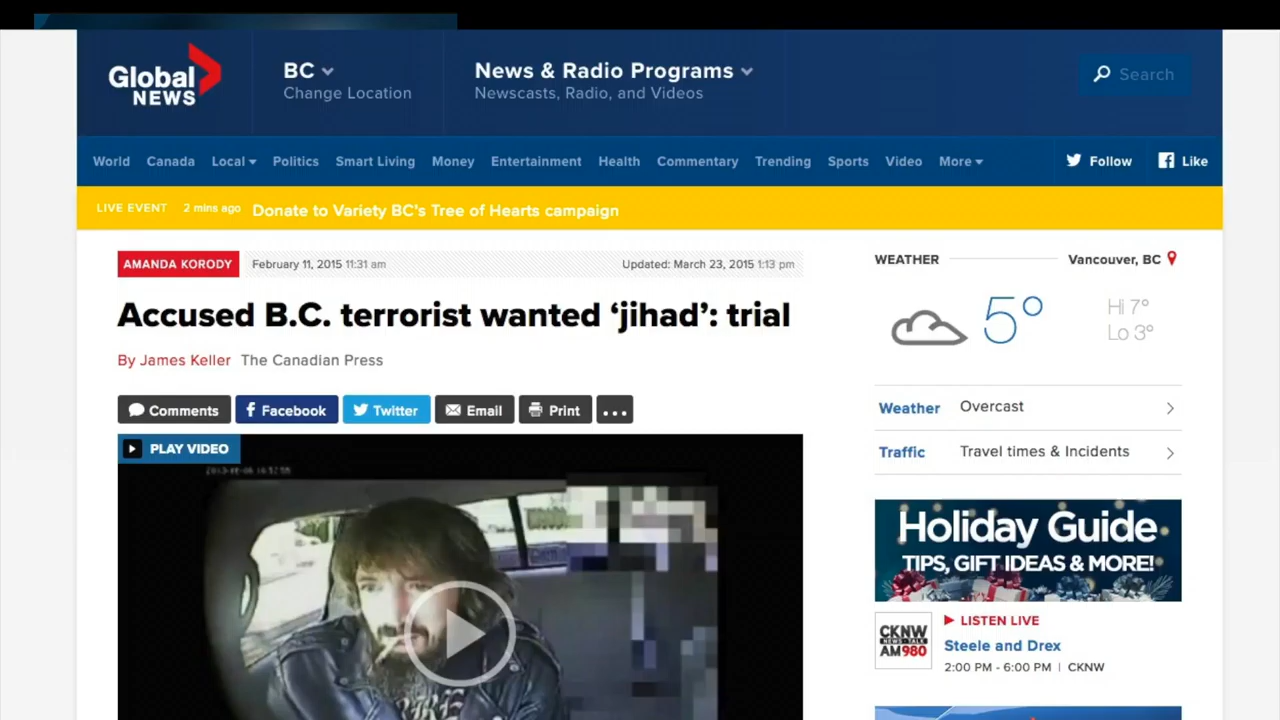 Global
NEWS
BC
Change Location
News & Radio Programs
Newscasts, Radio, and Videos
Search
World Canada Local Politics Smart Living Money Entertainment Health Commentary Trending Sports Video More Follow Like
LIVE EVENT 2 mins ago Donate to Variety BC's Tree of Hearts campaign
AMANDA KORODY February 11, 2015 11:31 am Updated: March 23, 2015 1:13 pm
Accused B.C. terrorist wanted ‘jihad’: trial
By James Keller The Canadian Press
Comments Facebook Twitter Email Print ...
PLAY VIDEO
WEATHER Vancouver, BC
5°
Hi 7°
Lo 3°
Weather Overcast
Traffic Travel times & Incidents
Holiday Guide
TIPS, GIFT IDEAS & MORE!
CKNW
NEWS TALK
AM980
LISTEN LIVE
Steele and Drex
2:00 PM - 6:00 PM | CKNW